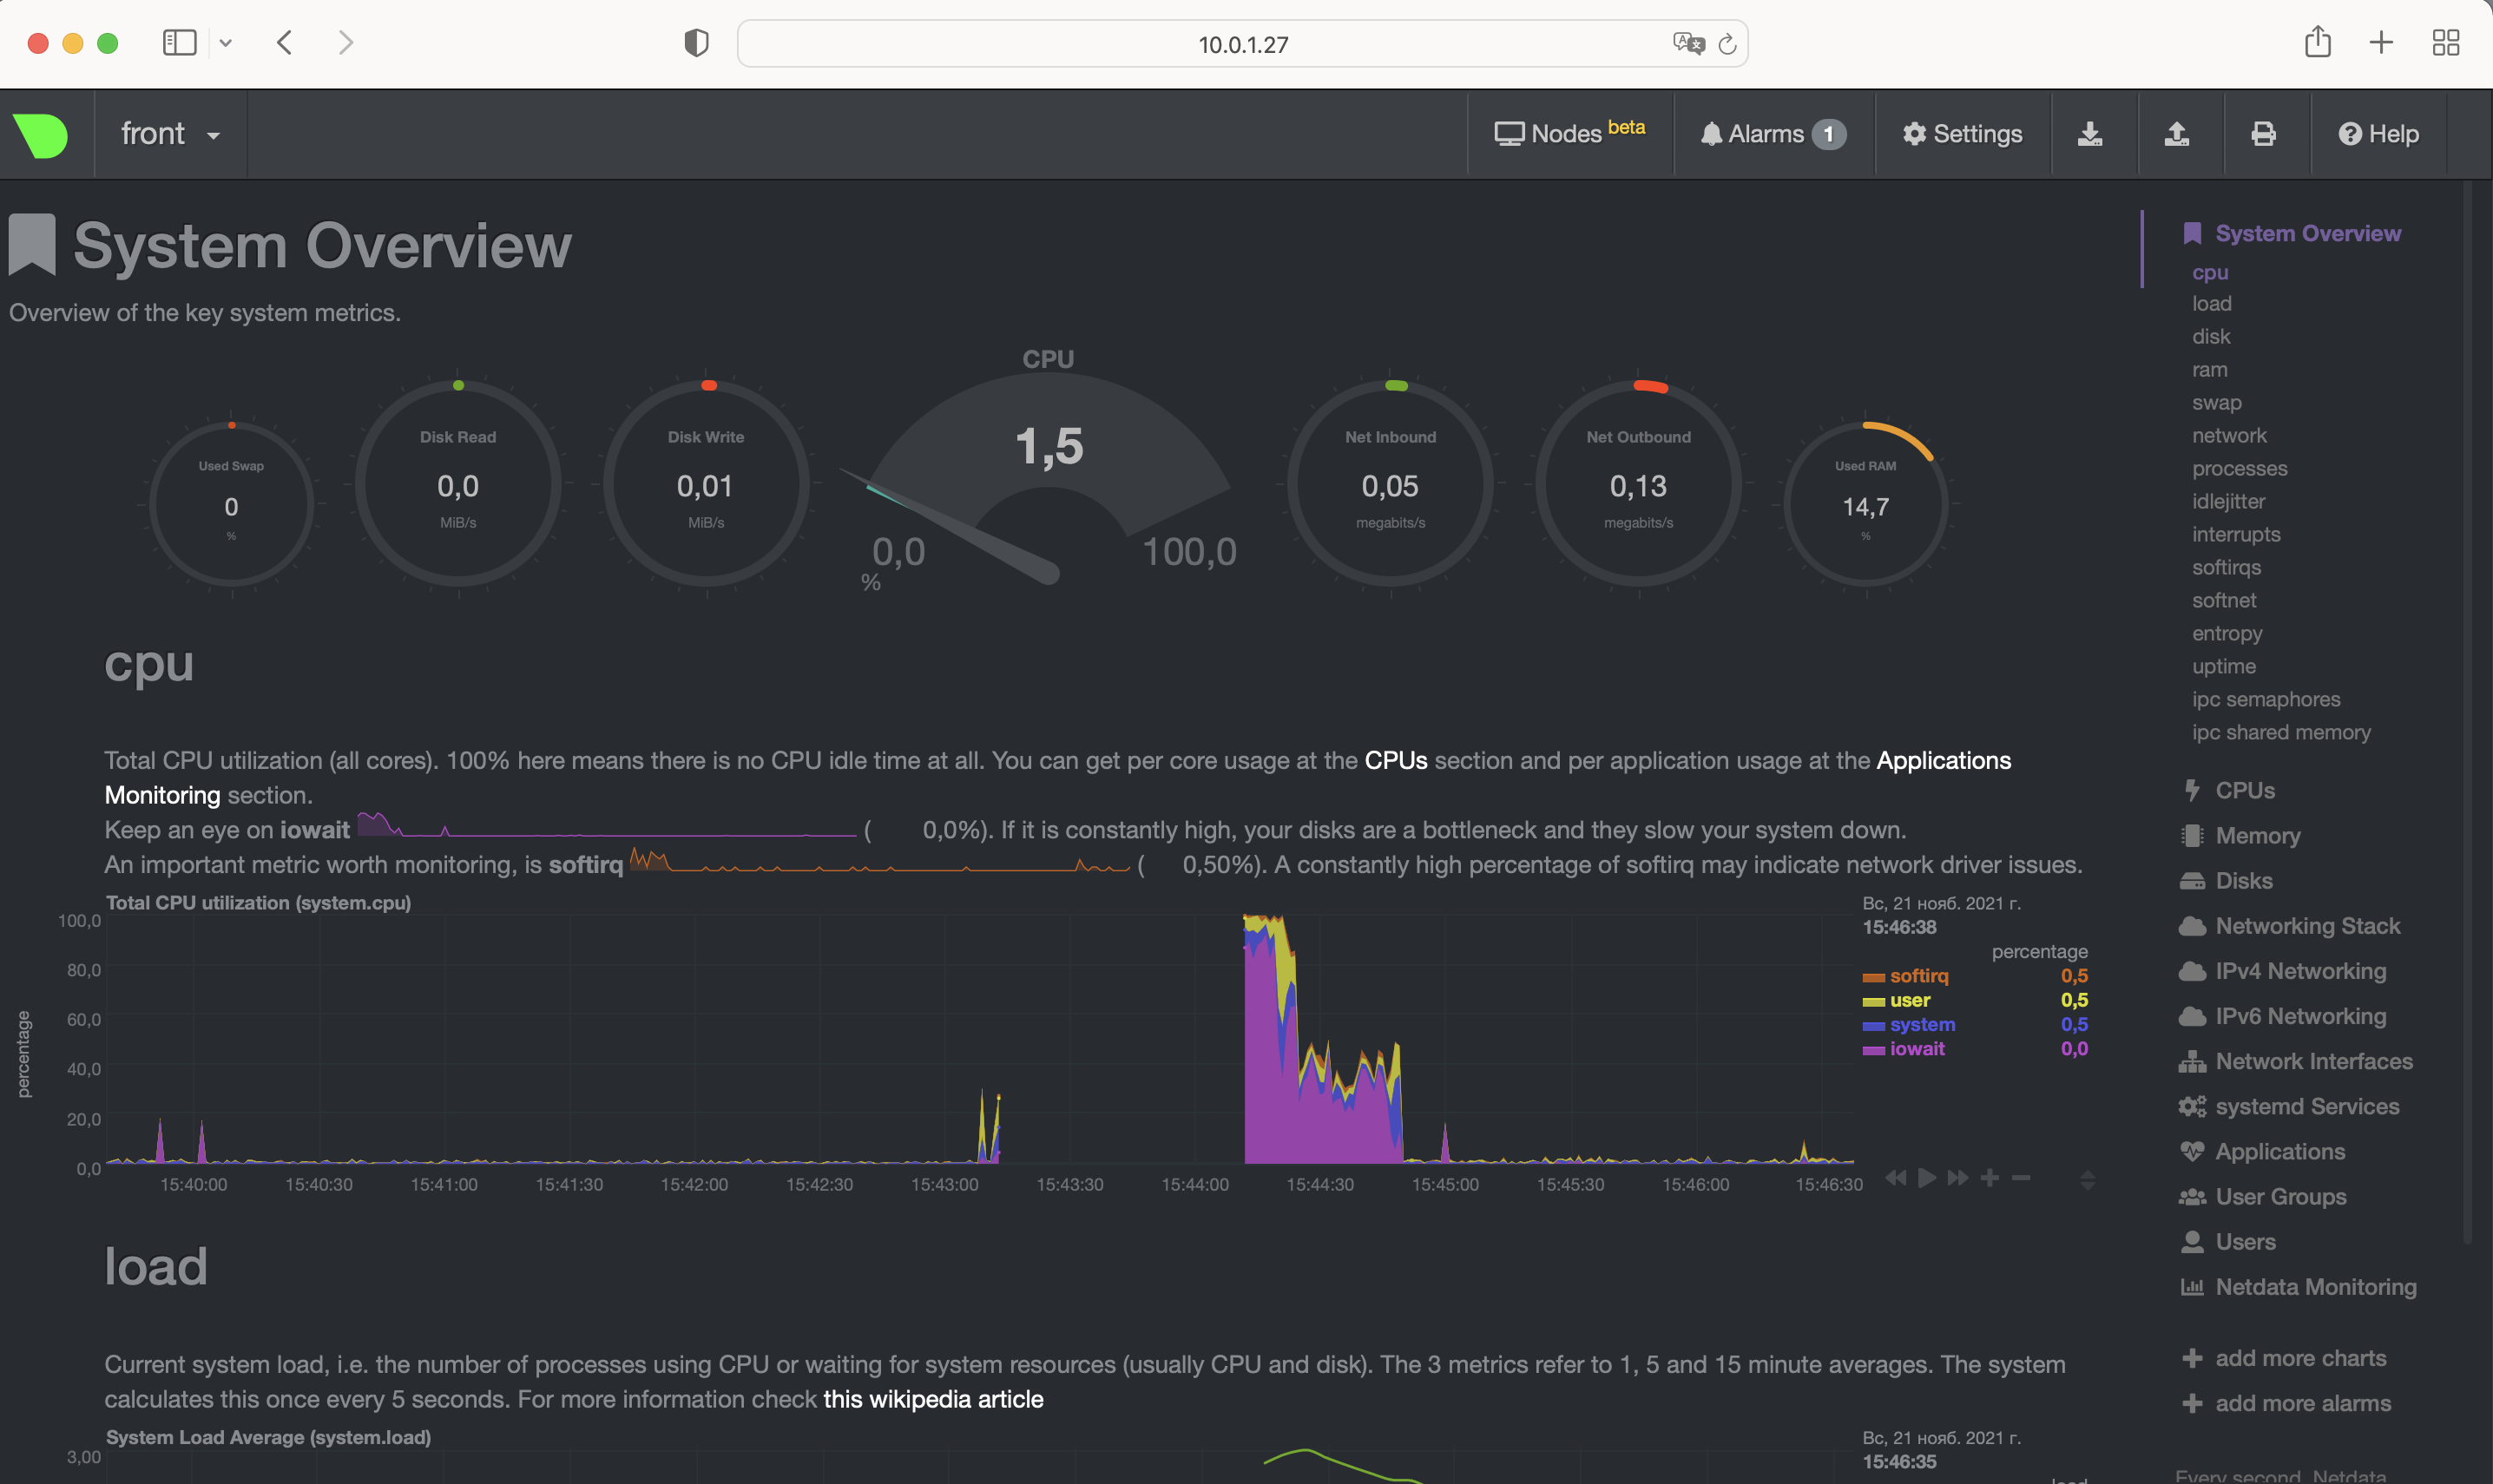 10.0.1.27
front
Nodes beta
Alarms 1
Settings
Help
System Overview
Overview of the key system metrics.
Used Swap
0
%
Disk Read
0,0
MiB/s
Disk Write
0,01
MiB/s
CPU
1,5
0,0
100,0
%
Net Inbound
0,05
megabits/s
Net Outbound
0,13
megabits/s
Used RAM
14,7
%
cpu
Total CPU utilization (all cores). 100% here means there is no CPU idle time at all. You can get per core usage at the CPUs section and per application usage at the Applications
Monitoring section.
Keep an eye on iowait ( 0,0%). If it is constantly high, your disks are a bottleneck and they slow your system down.
An important metric worth monitoring, is softirq ( 0,50%). A constantly high percentage of softirq may indicate network driver issues.
Total CPU utilization (system.cpu)
percentage
100,0
80,0
60,0
40,0
20,0
0,0
15:40:00 15:40:30 15:41:00 15:41:30 15:42:00 15:42:30 15:43:00 15:43:30 15:44:00 15:44:30 15:45:00 15:45:30 15:46:00 15:46:30
Вс, 21 нояб. 2021 г.
15:46:38
percentage
softirq 0,5
user 0,5
system 0,5
iowait 0,0
load
Current system load, i.e. the number of processes using CPU or waiting for system resources (usually CPU and disk). The 3 metrics refer to 1, 5 and 15 minute averages. The system
calculates this once every 5 seconds. For more information check this wikipedia article
System Load Average (system.load)
3,00
Вс, 21 нояб. 2021 г.
15:46:35
load
System Overview
cpu
load
disk
ram
swap
network
processes
idlejitter
interrupts
softirqs
softnet
entropy
uptime
ipc semaphores
ipc shared memory
CPUs
Memory
Disks
Networking Stack
IPv4 Networking
IPv6 Networking
Network Interfaces
systemd Services
Applications
User Groups
Users
Netdata Monitoring
add more charts
add more alarms
Every second, Netdata